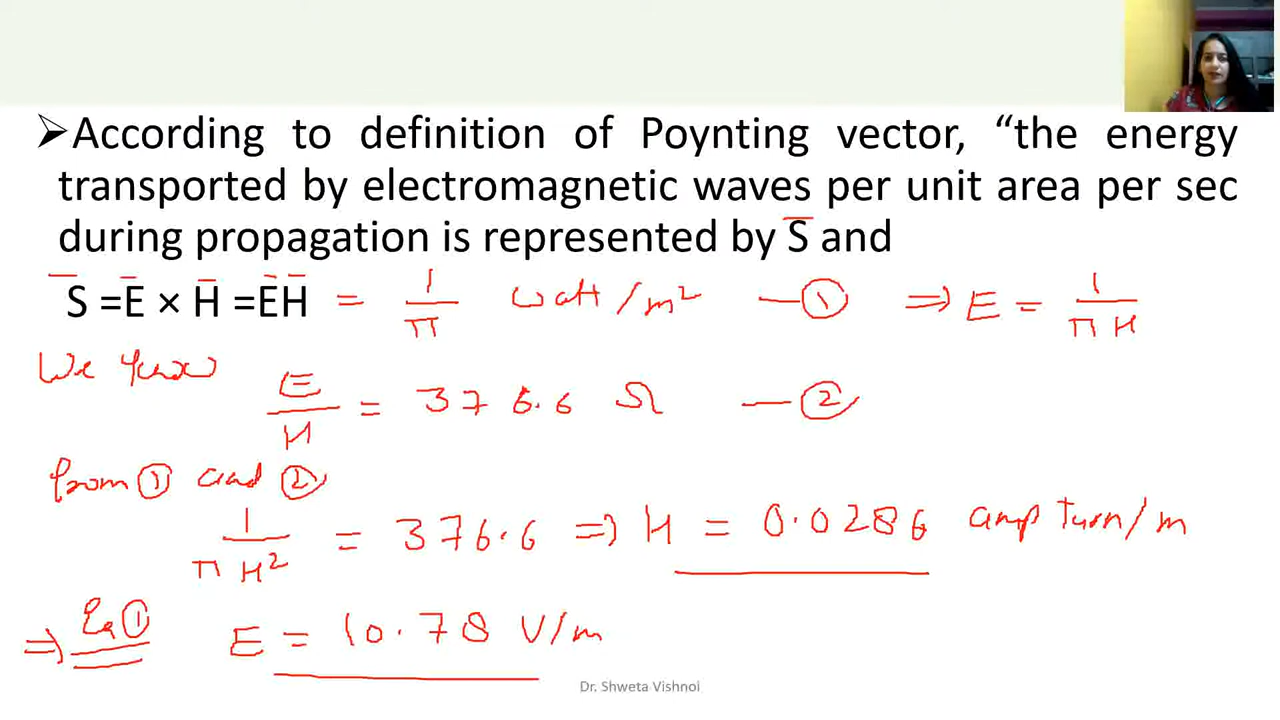 ➢According to definition of Poynting vector, “the energy
transported by electromagnetic waves per unit area per sec
during propagation is represented by S̅ and
S̅ =E̅ × H̅ =E̅H̅ = 1/π watt/m² —① ⇒ E = 1/πH
We know
E/H = 376.6 Ω —②
from ① and ②
1/πH² = 376.6 ⇒ H = 0.0286 amp turn/m
⇒ Eq① E = 10.78 V/m
Dr. Shweta Vishnoi